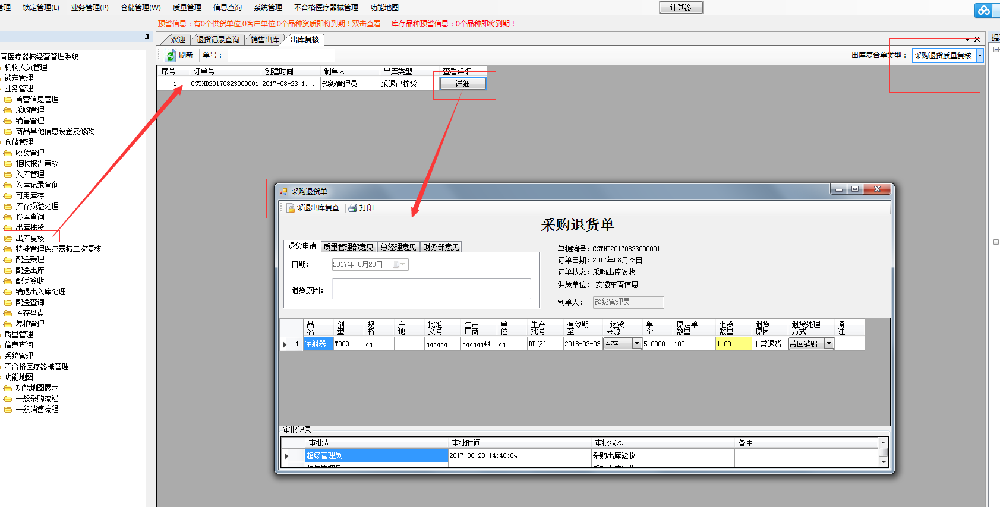 管理 锁定管理(L) 业务管理(P) 仓储管理(W) 质量管理 信息查询 系统管理 不合格医疗器械管理 功能地图 计算器
预警信息：有0个供货单位,0客户单位,0个品种资质即将到期！双击查看 库存品种预警信息：0个品种即将到期！
欢迎 退货记录查询 销售出库 出库复核 提
刷新 单号： 出库复合单类型： 采购退货质量复核
青医疗器械经营管理系统
机构人员管理
锁定管理
业务管理
首营信息管理
采购管理
销售管理
商品其他信息设置及修改
仓储管理
收货管理
拒收报告审核
入库管理
入库记录查询
可用库存
库存损溢处理
移库查询
出库拣货
出库复核
特殊管理医疗器械二次复核
配送受理
配送出库
配送签收
销退出入库处理
配送查询
库存盘点
养护管理
质量管理
信息查询
系统管理
不合格医疗器械管理
功能地图
功能地图展示
一般采购流程
一般销售流程
序号 订单号 创建时间 制单人 出库类型 查看详细
1 CGTHD20170823000001 2017-08-23 1... 超级管理员 采退已拣货 详细
采购退货单
采退出库复查 打印
采购退货单
退货申请 质量管理部意见 总经理意见 财务部意见
日期： 2017年 8月23日
退货原因：
单据编号：CGTHD20170823000001
订单日期：2017年08月23日
订单状态：采购出库验收
供货单位： 安徽东青信息
制单人： 超级管理员
品名 剂型 规格 产地 批准文号 生产厂商 单位 生产批号 有效期至 退货来源 单价 原定单数量 退货数量 退货原因 退货处理方式 备注
1 注射器 T009 qq qqqqqq qqqqqq44 qq DD(2) 2018-03-03 库存 5.0000 100 1.00 正常退货 带回销毁
审批记录
审批人 审批时间 审批状态 备注
超级管理员 2017-08-23 14:46:04 采购出库验收